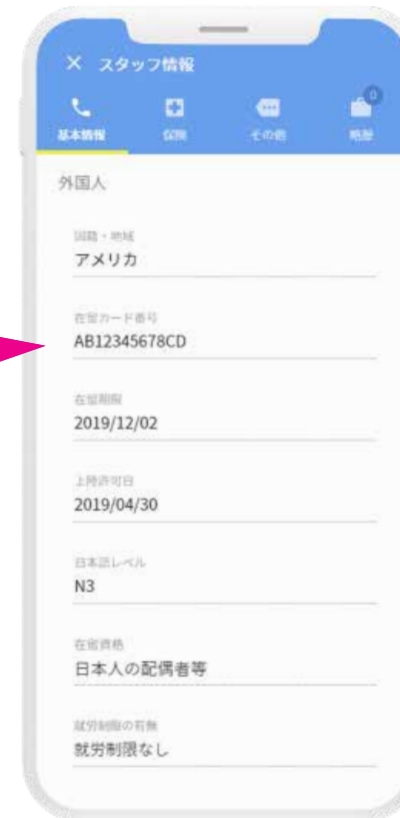 × スタッフ情報
基本情報 保険 その他 0 略歴
外国人
国籍・地域
アメリカ
在留カード番号
AB12345678CD
在留期限
2019/12/02
上陸許可日
2019/04/30
日本語レベル
N3
在留資格
日本人の配偶者等
就労制限の有無
就労制限なし